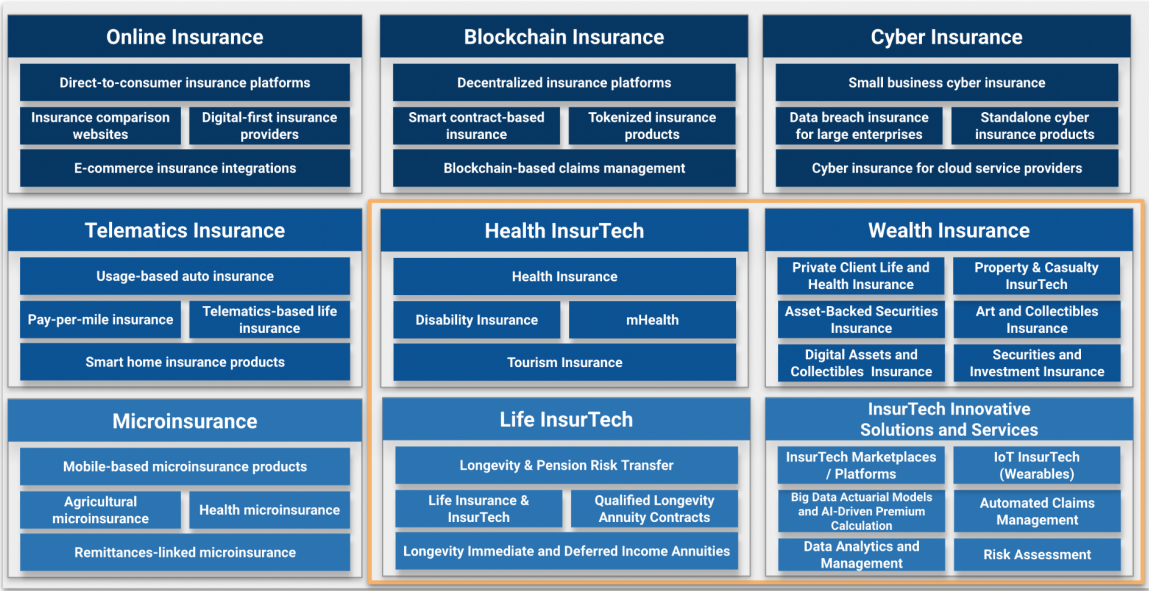 Online Insurance
Direct-to-consumer insurance platforms
Insurance comparison
websites
Digital-first insurance
providers
E-commerce insurance integrations
Blockchain Insurance
Decentralized insurance platforms
Smart contract-based
insurance
Tokenized insurance
products
Blockchain-based claims management
Cyber Insurance
Small business cyber insurance
Data breach insurance
for large enterprises
Standalone cyber
insurance products
Cyber insurance for cloud service providers
Telematics Insurance
Usage-based auto insurance
Pay-per-mile insurance
Telematics-based life
insurance
Smart home insurance products
Health InsurTech
Health Insurance
Disability Insurance
mHealth
Tourism Insurance
Wealth Insurance
Private Client Life and
Health Insurance
Property & Casualty
InsurTech
Asset-Backed Securities
Insurance
Art and Collectibles
Insurance
Digital Assets and
Collectibles Insurance
Securities and
Investment Insurance
Microinsurance
Mobile-based microinsurance products
Agricultural
microinsurance
Health microinsurance
Remittances-linked microinsurance
Life InsurTech
Longevity & Pension Risk Transfer
Life Insurance &
InsurTech
Qualified Longevity
Annuity Contracts
Longevity Immediate and Deferred Income Annuities
InsurTech Innovative
Solutions and Services
InsurTech Marketplaces
/ Platforms
IoT InsurTech
(Wearables)
Big Data Actuarial Models
and AI-Driven Premium
Calculation
Automated Claims
Management
Data Analytics and
Management
Risk Assessment